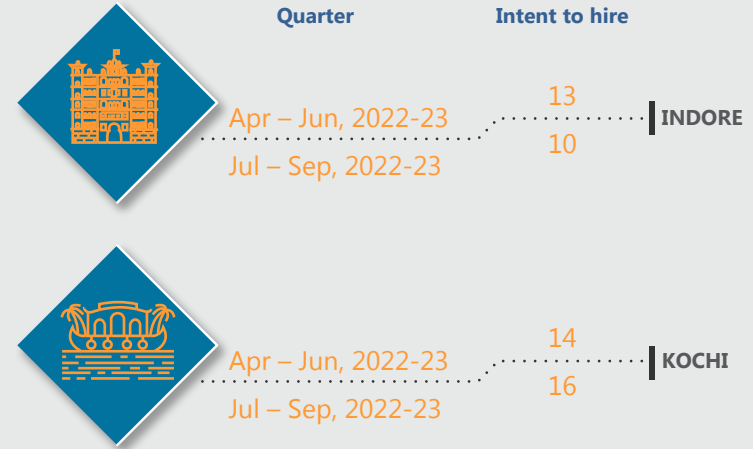 Quarter Intent to hire
Apr – Jun, 2022-23 13
INDORE
Jul – Sep, 2022-23 10
Apr – Jun, 2022-23 14
KOCHI
Jul – Sep, 2022-23 16